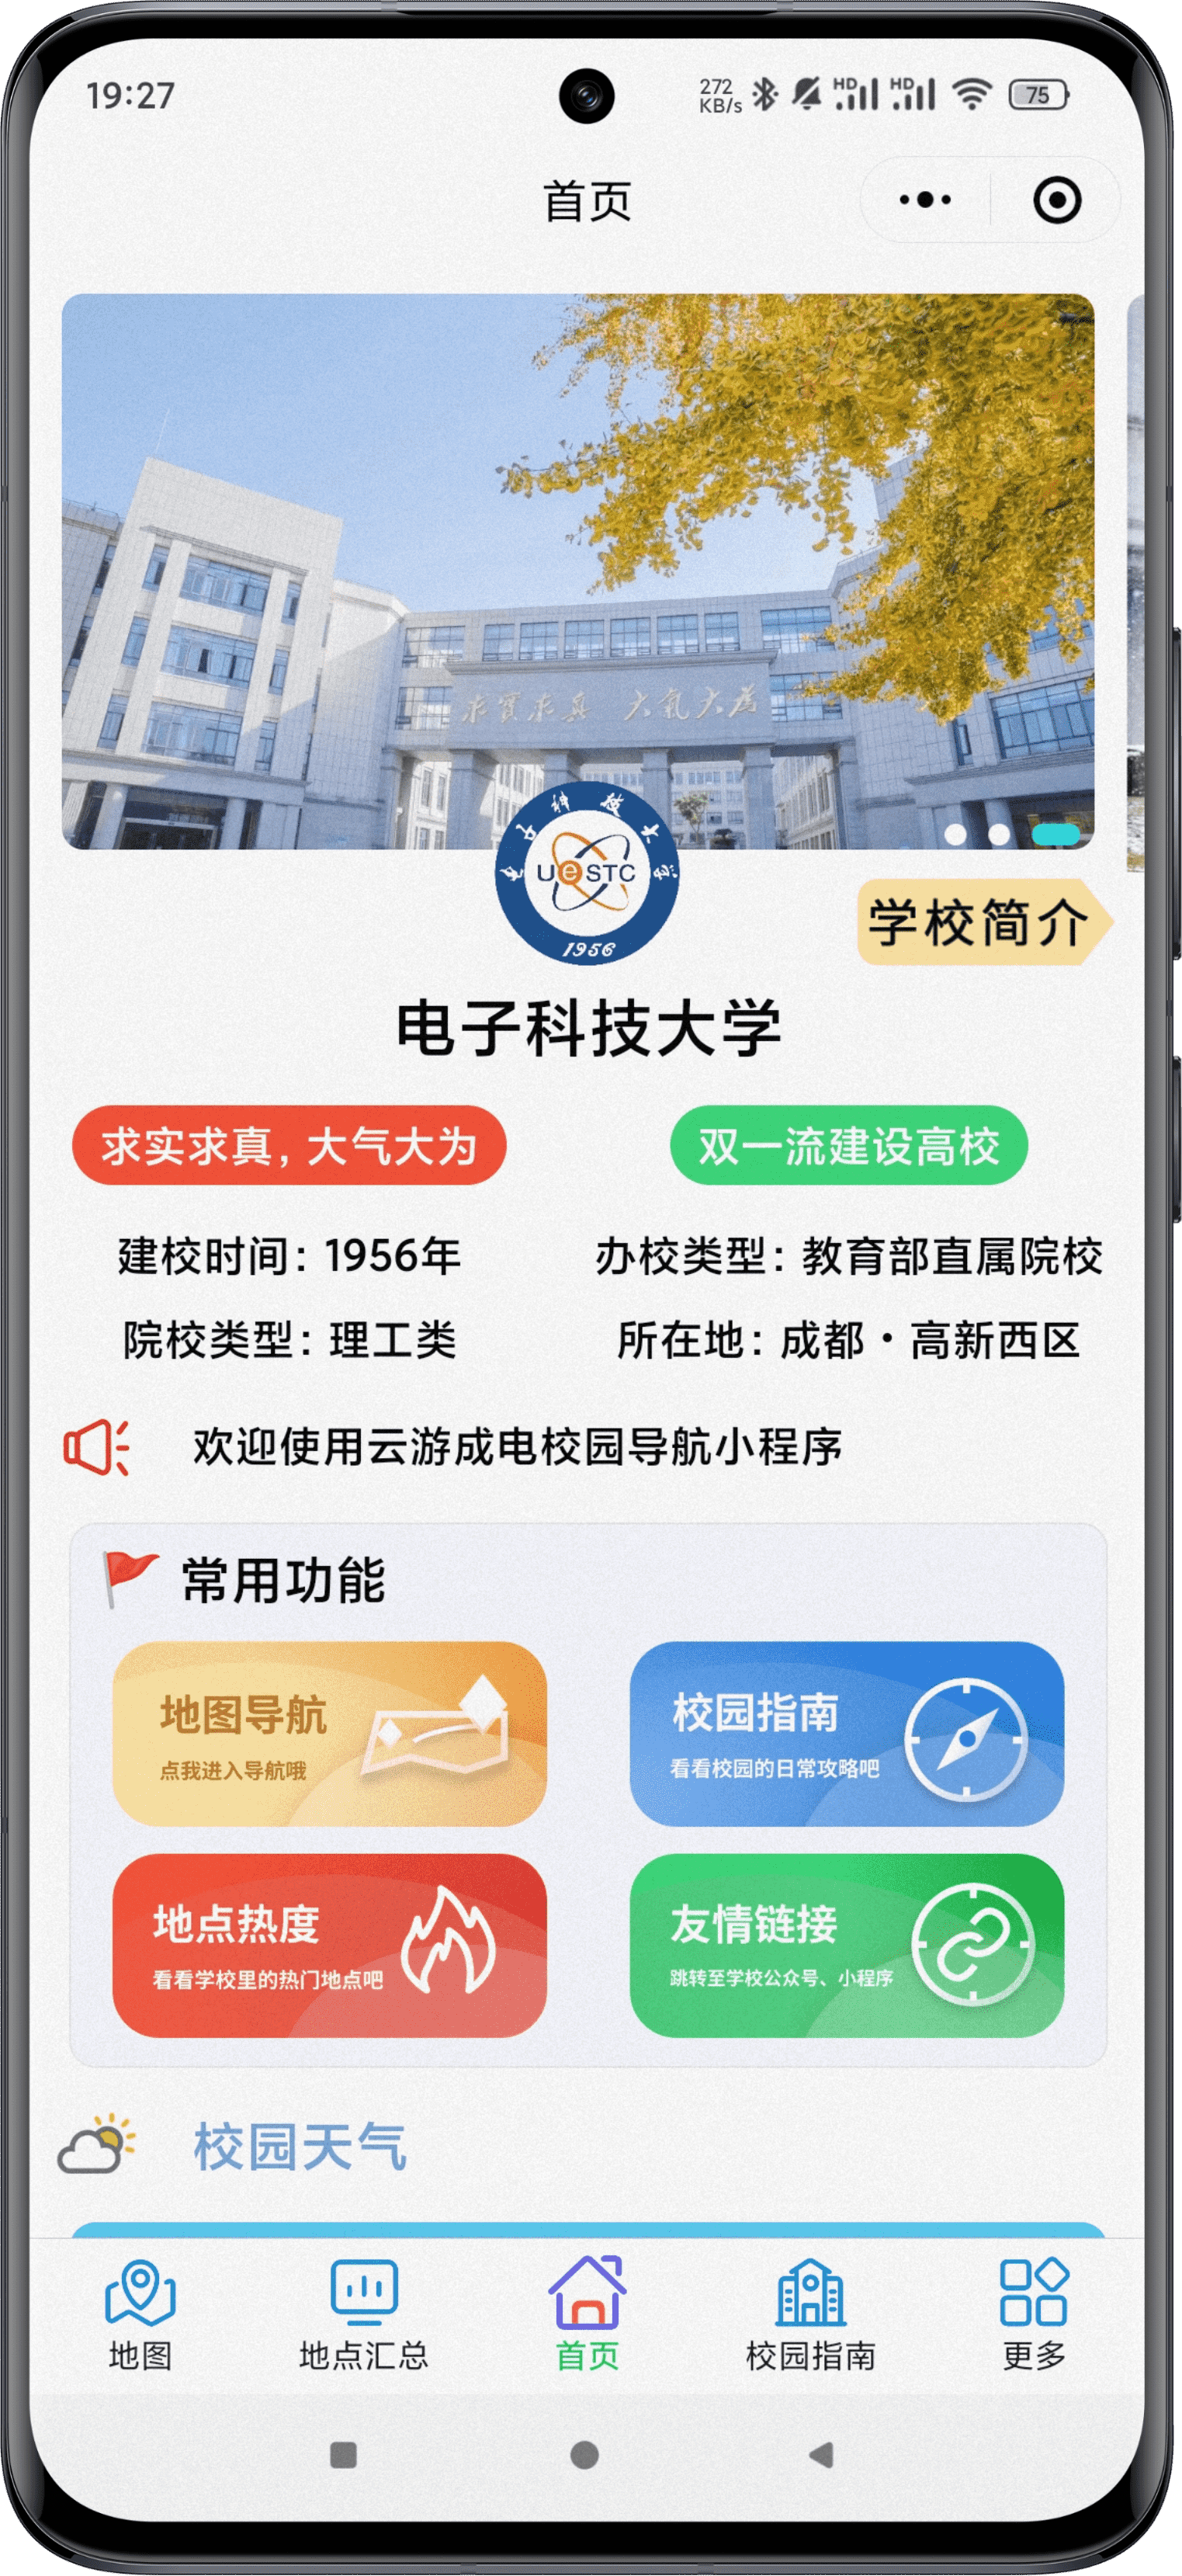 19:27
272
KB/s
HD
HD
75
首页
求實求真 大氣大為
电子科技大学
UeSTC
1956
学校简介
电子科技大学
求实求真，大气大为
双一流建设高校
建校时间：1956年
办校类型：教育部直属院校
院校类型：理工类
所在地：成都·高新西区
欢迎使用云游成电校园导航小程序
常用功能
地图导航
点我进入导航哦
校园指南
看看校园的日常攻略吧
地点热度
看看学校里的热门地点吧
友情链接
跳转至学校公众号、小程序
校园天气
地图
地点汇总
首页
校园指南
更多